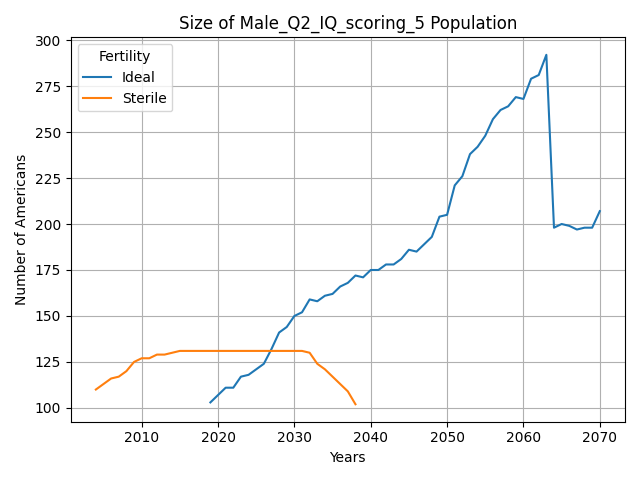 Size of Male_Q2_IQ_scoring_5 Population
Fertility
Ideal
Sterile
Number of Americans
300
275
250
225
200
175
150
125
100
2010 2020 2030 2040 2050 2060 2070
Years